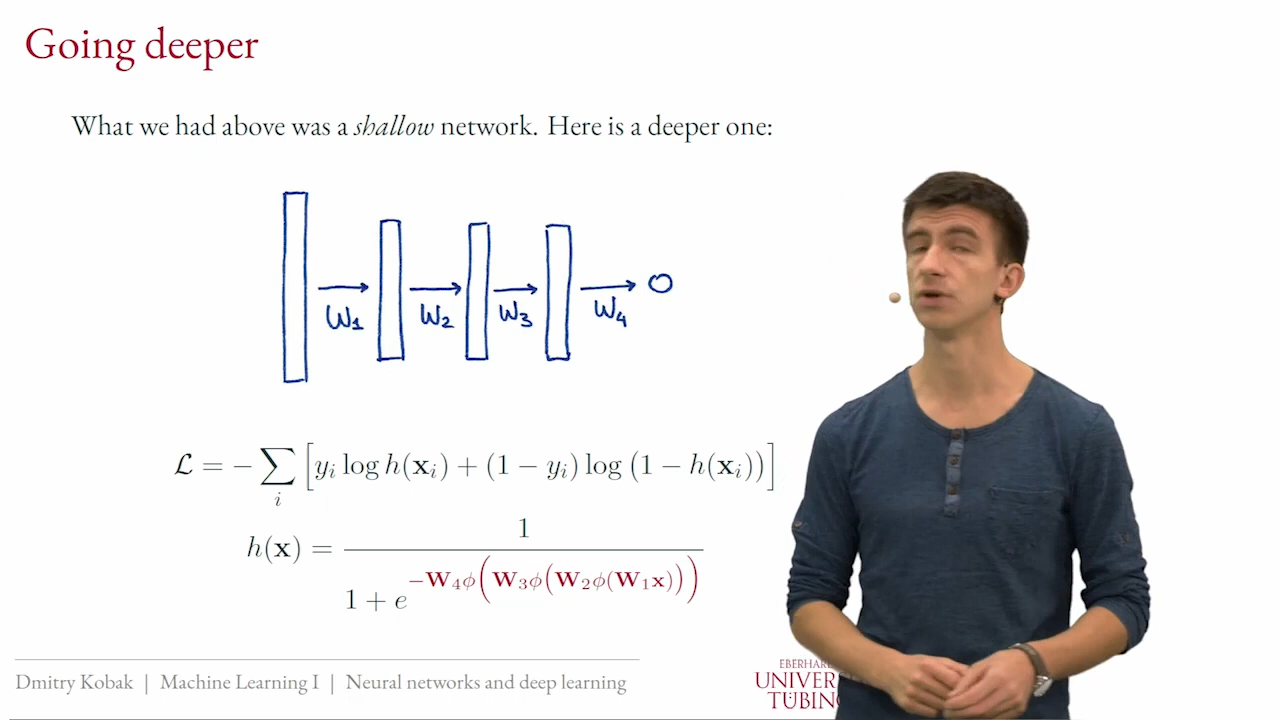 Going deeper
What we had above was a shallow network. Here is a deeper one:
W₁ W₂ W₃ W₄
ℒ = −∑ᵢ [yᵢ log h(𝐱ᵢ) + (1 − yᵢ) log (1 − h(𝐱ᵢ))]
h(𝐱) = 1 / (1 + e^(−𝐖₄ϕ(𝐖₃ϕ(𝐖₂ϕ(𝐖₁𝐱)))))
Dmitry Kobak | Machine Learning I | Neural networks and deep learning